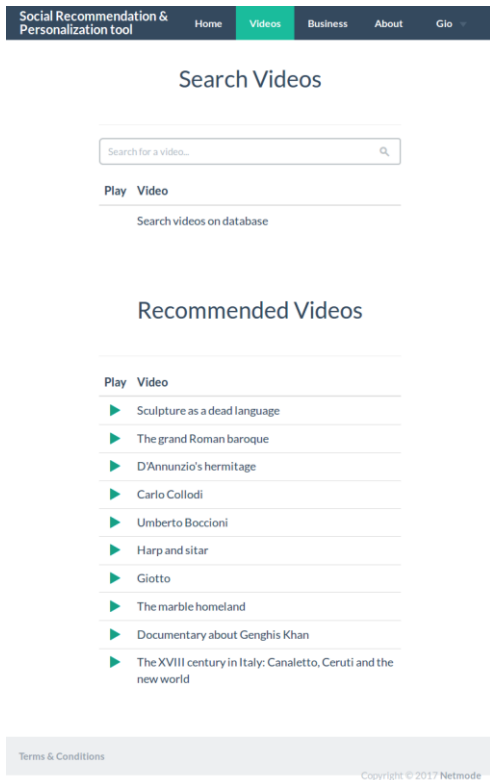 Social Recommendation &
Personalization tool
Home Videos Business About Gio
Search Videos
Search for a video...
Play Video
Search videos on database
Recommended Videos
Play Video
Sculpture as a dead language
The grand Roman baroque
D'Annunzio's hermitage
Carlo Collodi
Umberto Boccioni
Harp and sitar
Giotto
The marble homeland
Documentary about Genghis Khan
The XVIII century in Italy: Canaletto, Ceruti and the
new world
Terms & Conditions
Copyright © 2017 Netmode